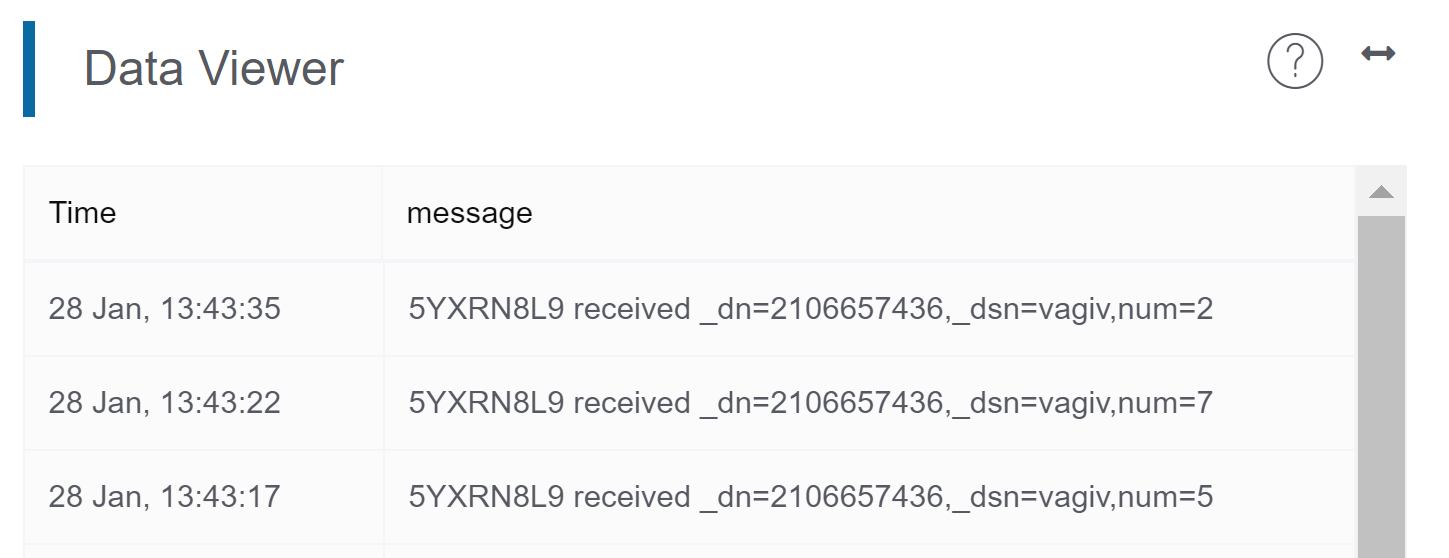 Data Viewer
?
Time message
28 Jan, 13:43:35 5YXRN8L9 received _dn=2106657436,_dsn=vagiv,num=2
28 Jan, 13:43:22 5YXRN8L9 received _dn=2106657436,_dsn=vagiv,num=7
28 Jan, 13:43:17 5YXRN8L9 received _dn=2106657436,_dsn=vagiv,num=5